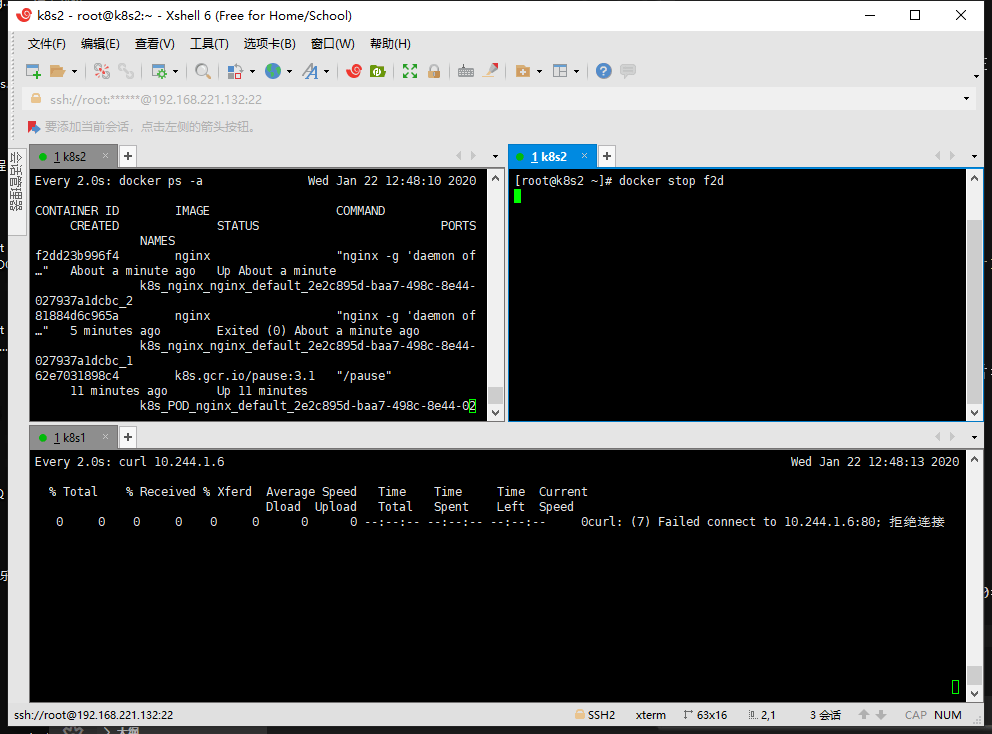 k8s2 - root@k8s2:~ - Xshell 6 (Free for Home/School)
文件(F) 编辑(E) 查看(V) 工具(T) 选项卡(B) 窗口(W) 帮助(H)
ssh://root:******@192.168.221.132:22
要添加当前会话，点击左侧的箭头按钮。
会话管理器
1 k8s2
Every 2.0s: docker ps -a Wed Jan 22 12:48:10 2020
CONTAINER ID IMAGE COMMAND
CREATED STATUS PORTS
NAMES
f2dd23b996f4 nginx "nginx -g 'daemon of
…" About a minute ago Up About a minute
k8s_nginx_nginx_default_2e2c895d-baa7-498c-8e44-
027937a1dcbc_2
81884d6c965a nginx "nginx -g 'daemon of
…" 5 minutes ago Exited (0) About a minute ago
k8s_nginx_nginx_default_2e2c895d-baa7-498c-8e44-
027937a1dcbc_1
62e7031898c4 k8s.gcr.io/pause:3.1 "/pause"
11 minutes ago Up 11 minutes
k8s_POD_nginx_default_2e2c895d-baa7-498c-8e44-02
1 k8s2
[root@k8s2 ~]# docker stop f2d
1 k8s1
Every 2.0s: curl 10.244.1.6 Wed Jan 22 12:48:13 2020
% Total % Received % Xferd Average Speed Time Time Time Current
Dload Upload Total Spent Left Speed
0 0 0 0 0 0 0 0 --:--:-- --:--:-- --:--:-- 0curl: (7) Failed connect to 10.244.1.6:80; 拒绝连接
ssh://root@192.168.221.132:22 SSH2 xterm 63x16 2,1 3 会话 CAP NUM